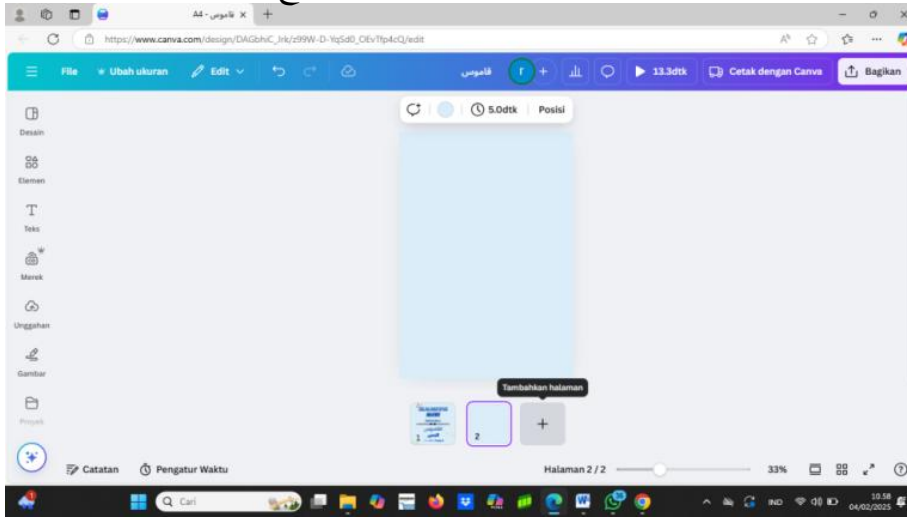 قاموس - A4
https://www.canva.com/design/DAGbhiC_Jrk/z99W-D-YqSd0_OEvTfp4cQ/edit
File
Ubah ukuran
Edit
قاموس
r
+
13.3dtk
Cetak dengan Canva
Bagikan
5.0dtk
Posisi
Desain
Elemen
Teks
Merek
Unggahan
Gambar
Proyek
Tambahkan halaman
1
2
+
Catatan
Pengatur Waktu
Halaman 2 / 2
33%
Cari
IND
10.58
04/02/2025